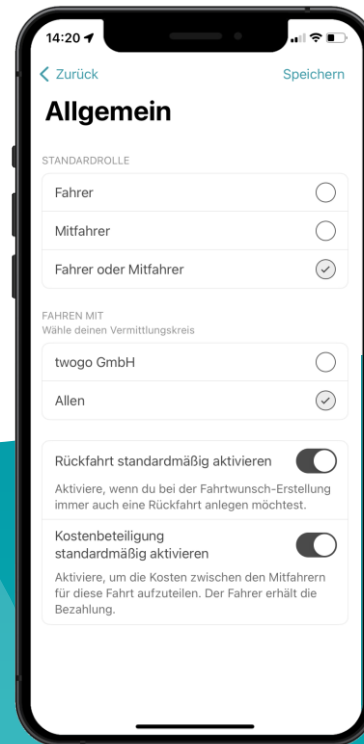 14:20
Zurück
Speichern
Allgemein
STANDARDROLLE
Fahrer
Mitfahrer
Fahrer oder Mitfahrer
FAHREN MIT
Wähle deinen Vermittlungskreis
twogo GmbH
Allen
Rückfahrt standardmäßig aktivieren
Aktiviere, wenn du bei der Fahrtwunsch-Erstellung
immer auch eine Rückfahrt anlegen möchtest.
Kostenbeteiligung
standardmäßig aktivieren
Aktiviere, um die Kosten zwischen den Mitfahrern
für diese Fahrt aufzuteilen. Der Fahrer erhält die
Bezahlung.